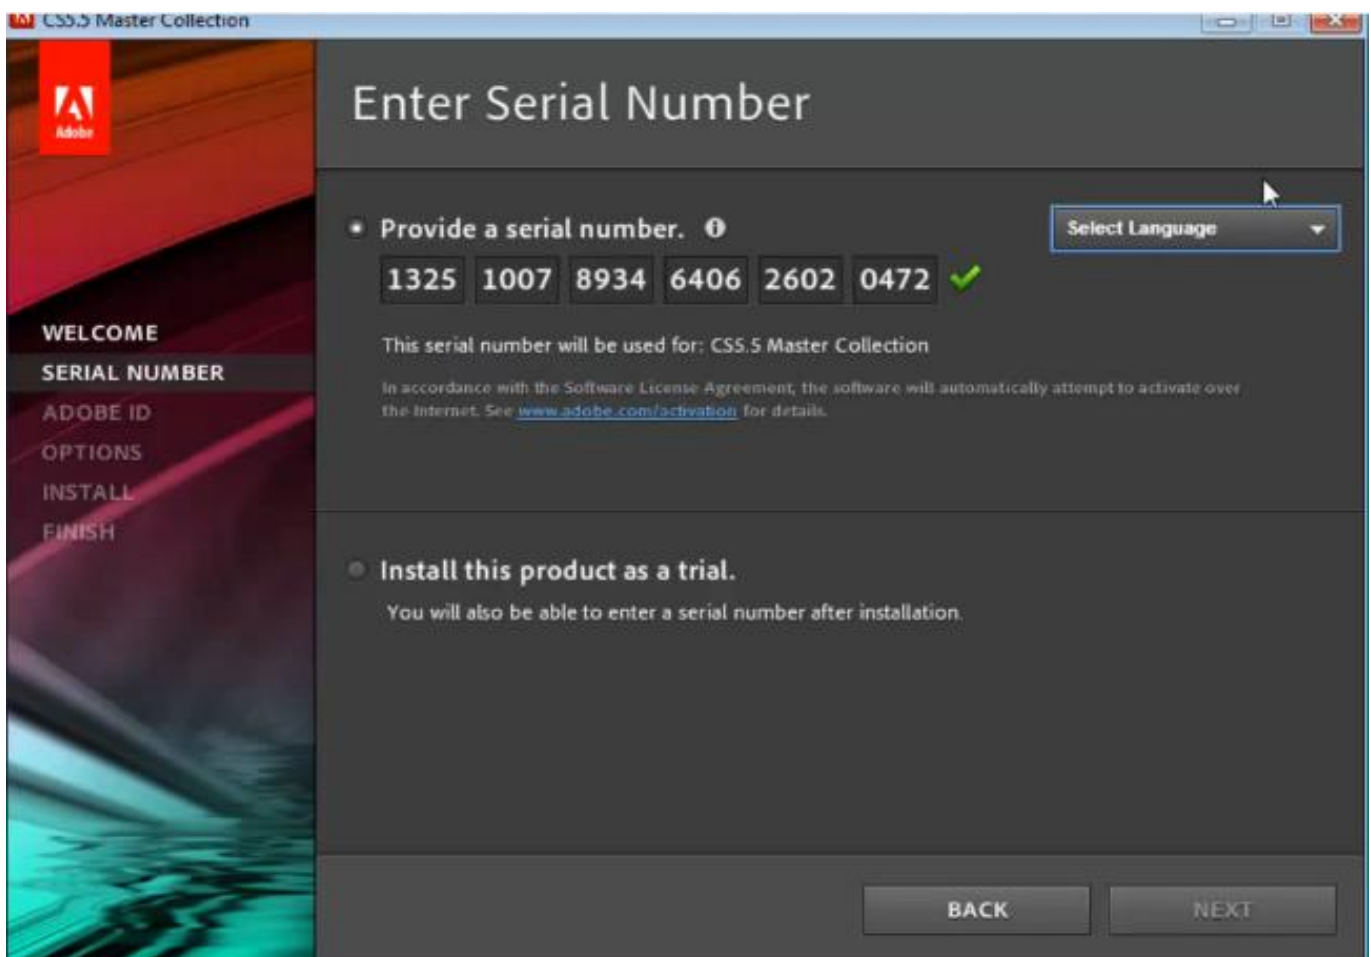 CS5.5 Master Collection
Adobe
Enter Serial Number
Provide a serial number.
Select Language
1325 1007 8934 6406 2602 0472
This serial number will be used for: CS5.5 Master Collection
In accordance with the Software License Agreement, the software will automatically attempt to activate over
the Internet. See www.adobe.com/activation for details.
WELCOME
SERIAL NUMBER
ADOBE ID
OPTIONS
INSTALL
FINISH
Install this product as a trial.
You will also be able to enter a serial number after installation.
BACK
NEXT